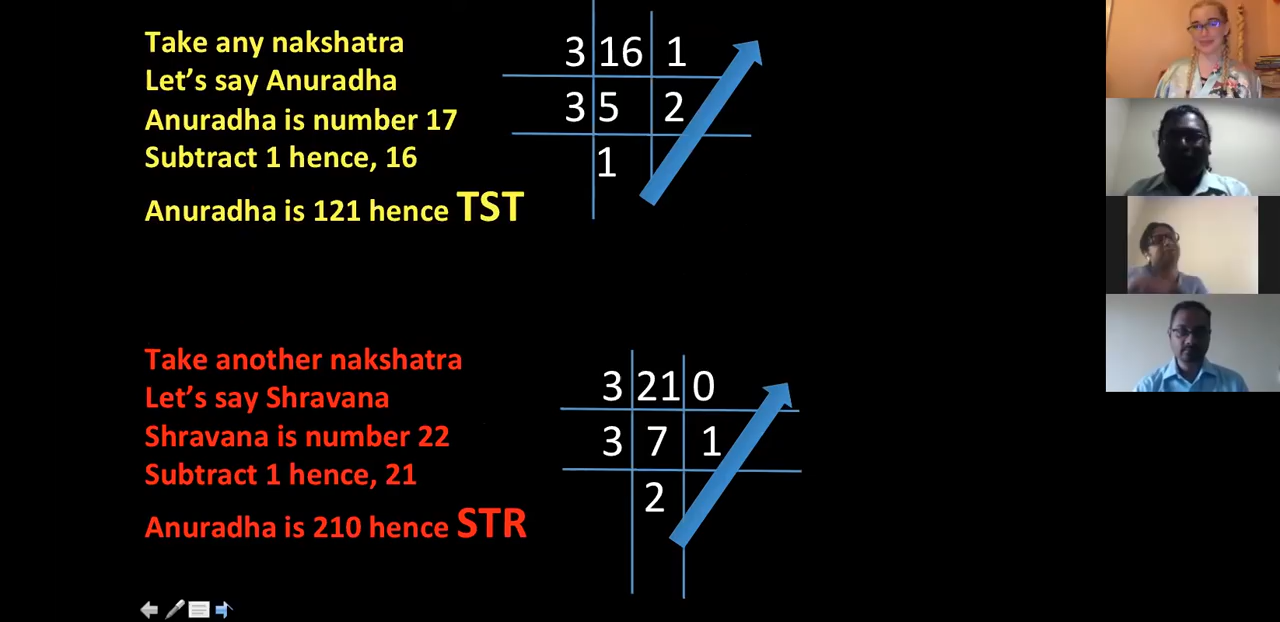 Take any nakshatra
Let's say Anuradha
Anuradha is number 17
Subtract 1 hence, 16
Anuradha is 121 hence TST
3 16 1
3 5 2
1
Take another nakshatra
Let's say Shravana
Shravana is number 22
Subtract 1 hence, 21
Anuradha is 210 hence STR
3 21 0
3 7 1
2